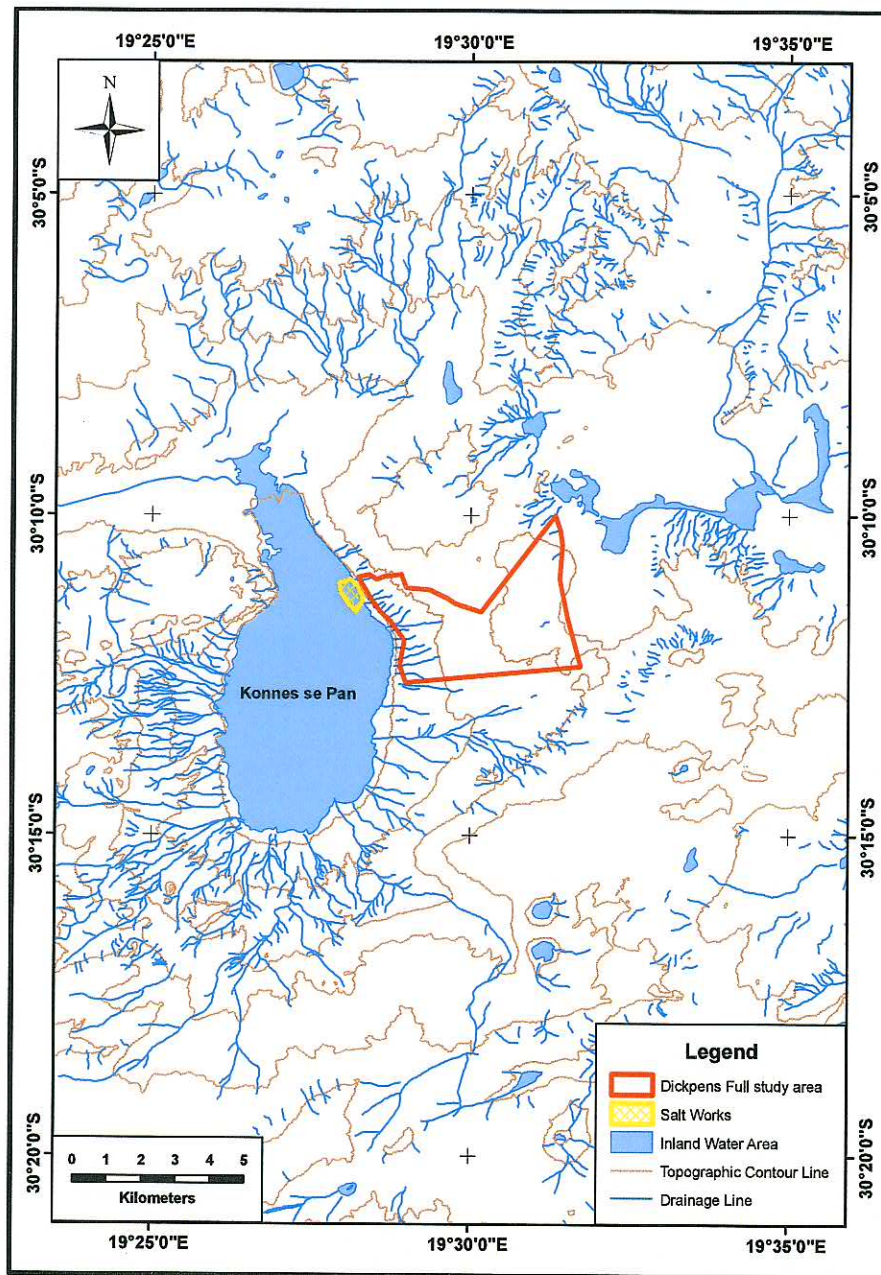 19°25'0"E
19°30'0"E
19°35'0"E
N
30°5'0"S
30°5'0"S
30°10'0"S
30°10'0"S
Konnes se Pan
30°15'0"S
30°15'0"S
Legend
Dickpens Full study area
Salt Works
Inland Water Area
Topographic Contour Line
Drainage Line
0 1 2 3 4 5
Kilometers
30°20'0"S
30°20'0"S
19°25'0"E
19°30'0"E
19°35'0"E